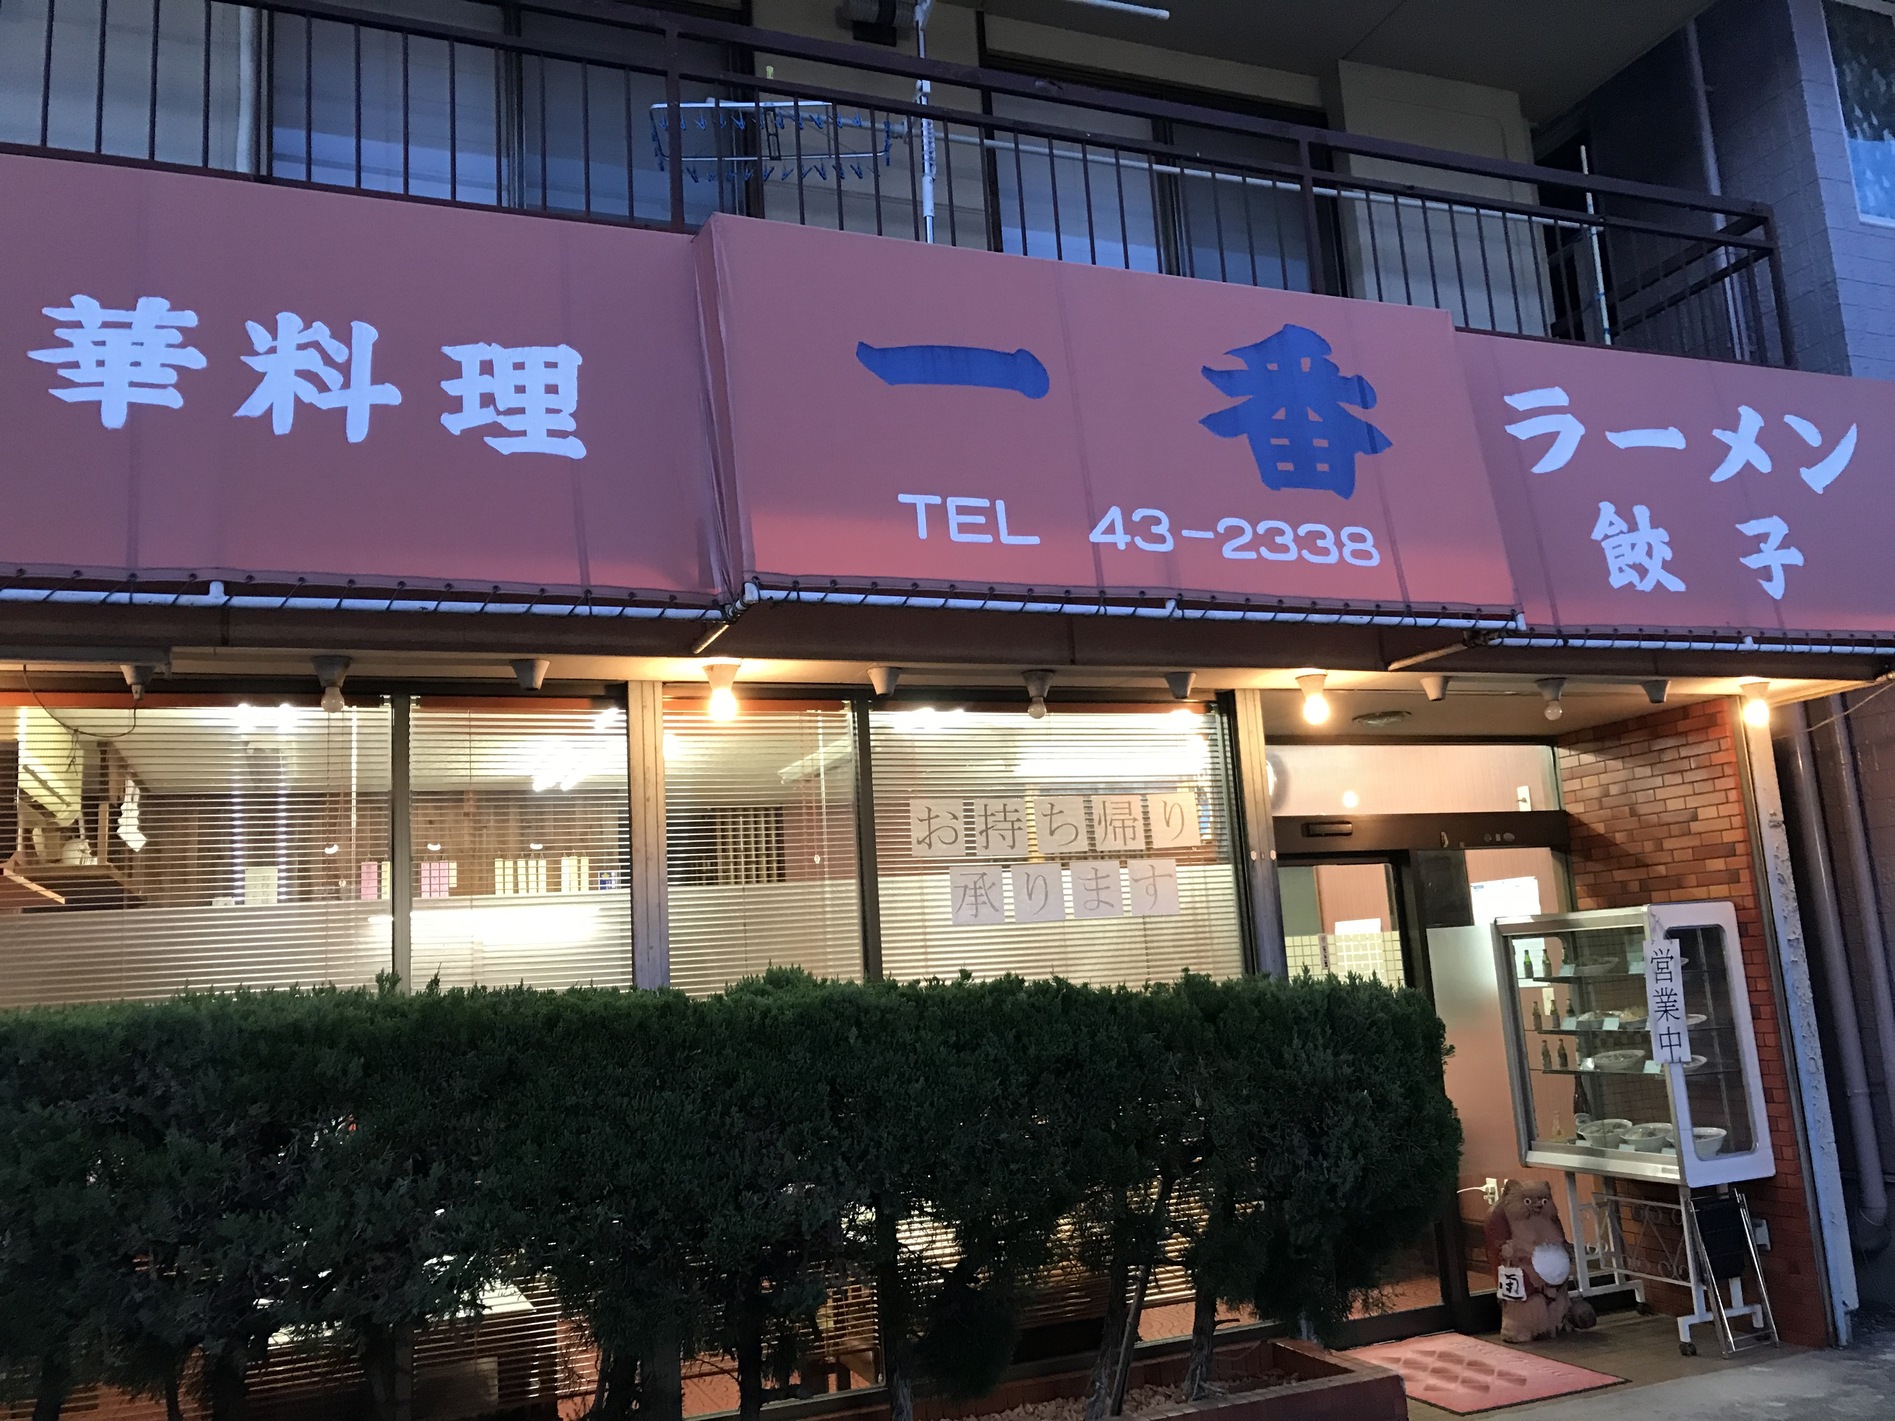 華料理
一番
TEL 43-2338
ラーメン
餃子
お持ち帰り
承ります
営業中